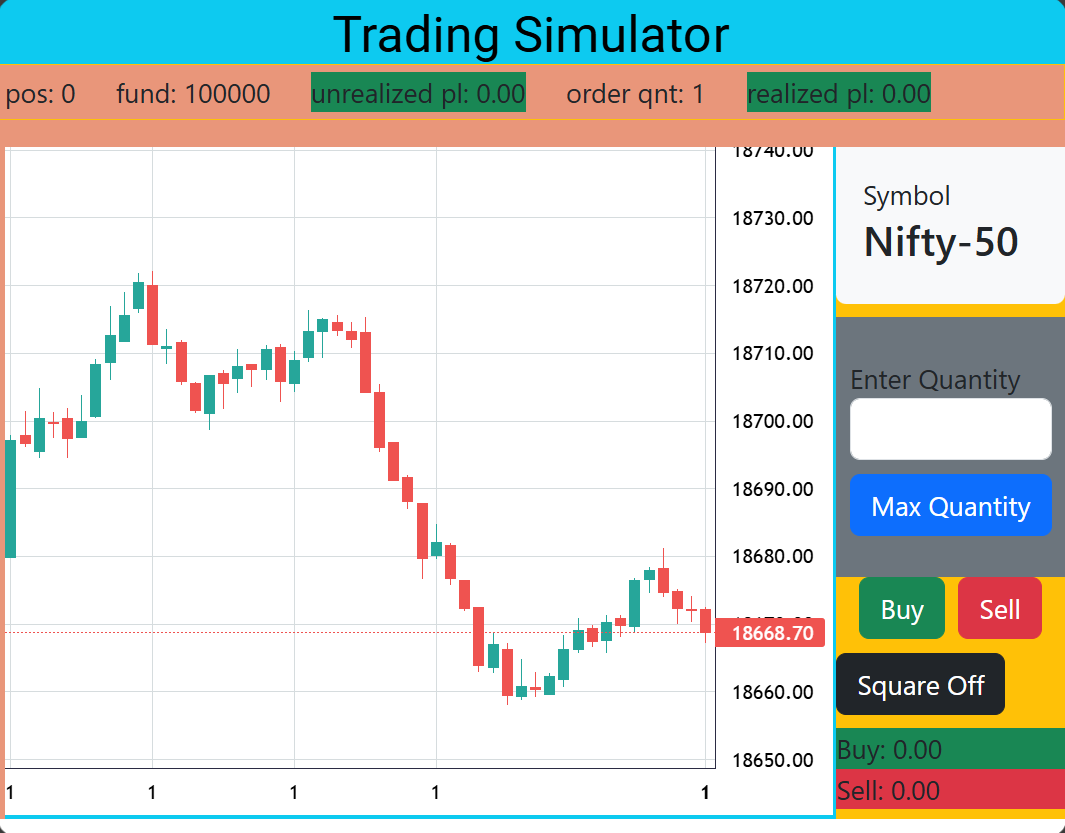 Trading Simulator
pos: 0 fund: 100000 unrealized pl: 0.00 order qnt: 1 realized pl: 0.00
18740.00
18730.00
18720.00
18710.00
18700.00
18690.00
18680.00
18668.70
18660.00
18650.00
1 1 1 1 1
Symbol
Nifty-50
Enter Quantity
Max Quantity
Buy Sell
Square Off
Buy: 0.00
Sell: 0.00